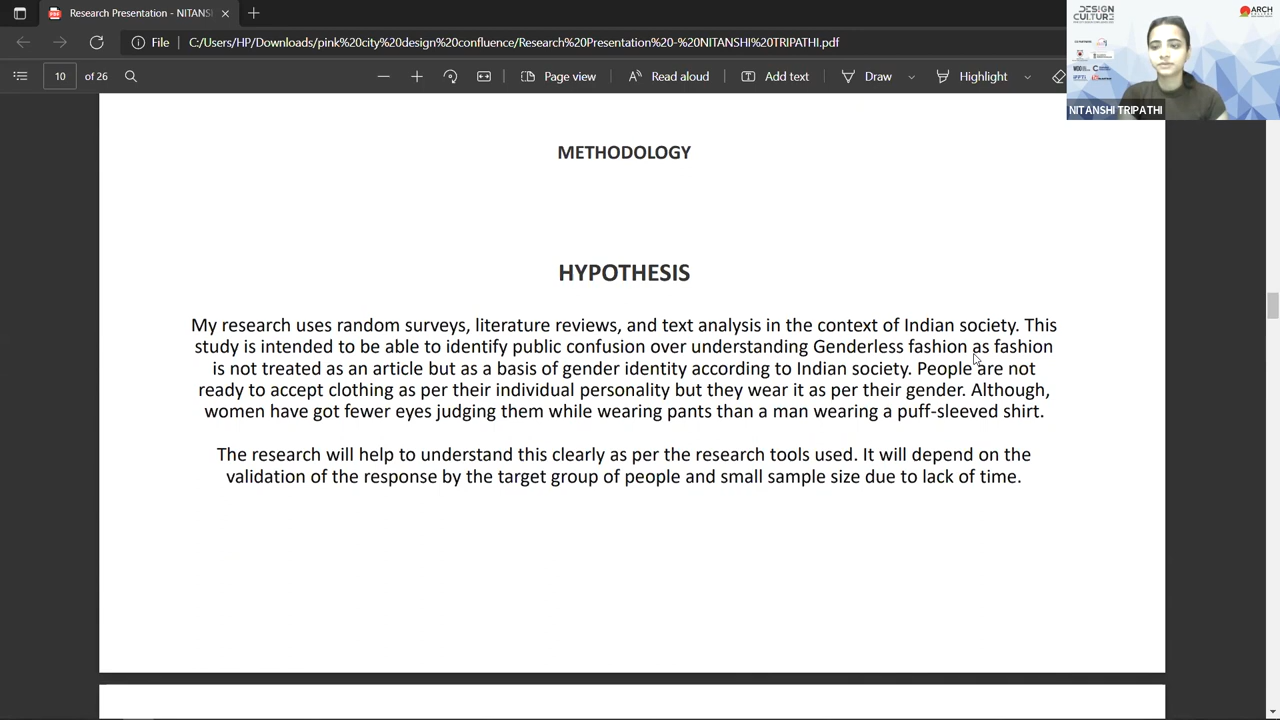 Research Presentation - NITANSI
File C:/Users/HP/Downloads/pink%20city%20design%20confluence/Research%20Presentation%20-%20NITANSHI%20TRIPATHI.pdf
10 of 26 Page view Read aloud Add text Draw Highlight
DESIGN
CULTURE
ARCH
NITANSHI TRIPATHI
METHODOLOGY
HYPOTHESIS
My research uses random surveys, literature reviews, and text analysis in the context of Indian society. This
study is intended to be able to identify public confusion over understanding Genderless fashion as fashion
is not treated as an article but as a basis of gender identity according to Indian society. People are not
ready to accept clothing as per their individual personality but they wear it as per their gender. Although,
women have got fewer eyes judging them while wearing pants than a man wearing a puff-sleeved shirt.
The research will help to understand this clearly as per the research tools used. It will depend on the
validation of the response by the target group of people and small sample size due to lack of time.